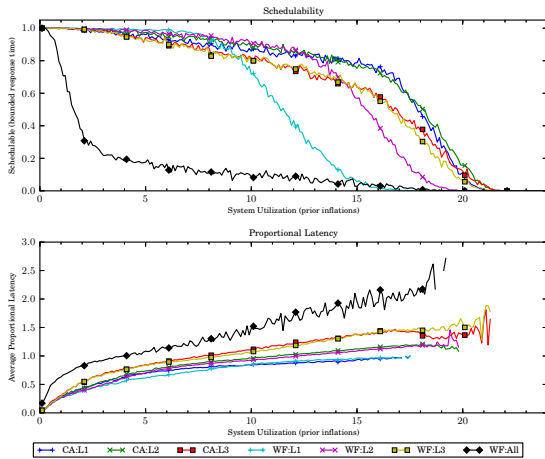 Schedulability
Schedulable (bounded response time)
1.0
0.8
0.6
0.4
0.2
0.0
0 5 10 15 20
System Utilization (prior inflations)
Proportional Latency
Average Proportional Latency
3.0
2.5
2.0
1.5
1.0
0.5
0.0
0 5 10 15 20
System Utilization (prior inflations)
CA:L1 CA:L2 CA:L3 WF:L1 WF:L2 WF:L3 WF:All